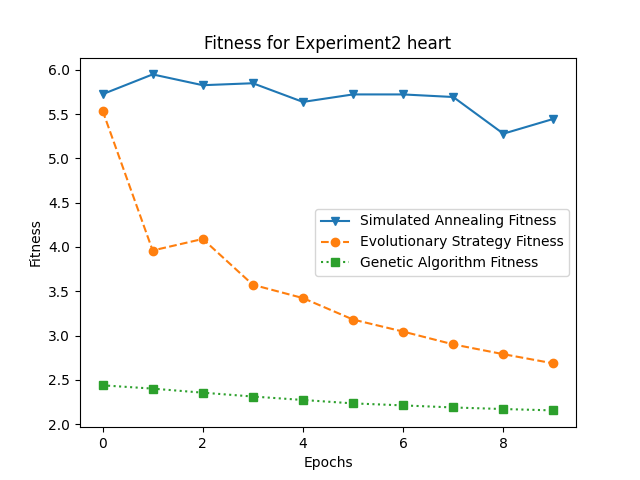 Fitness for Experiment2 heart
Fitness
6.0
5.5
5.0
4.5
4.0
3.5
3.0
2.5
2.0
Simulated Annealing Fitness
Evolutionary Strategy Fitness
Genetic Algorithm Fitness
0 2 4 6 8
Epochs